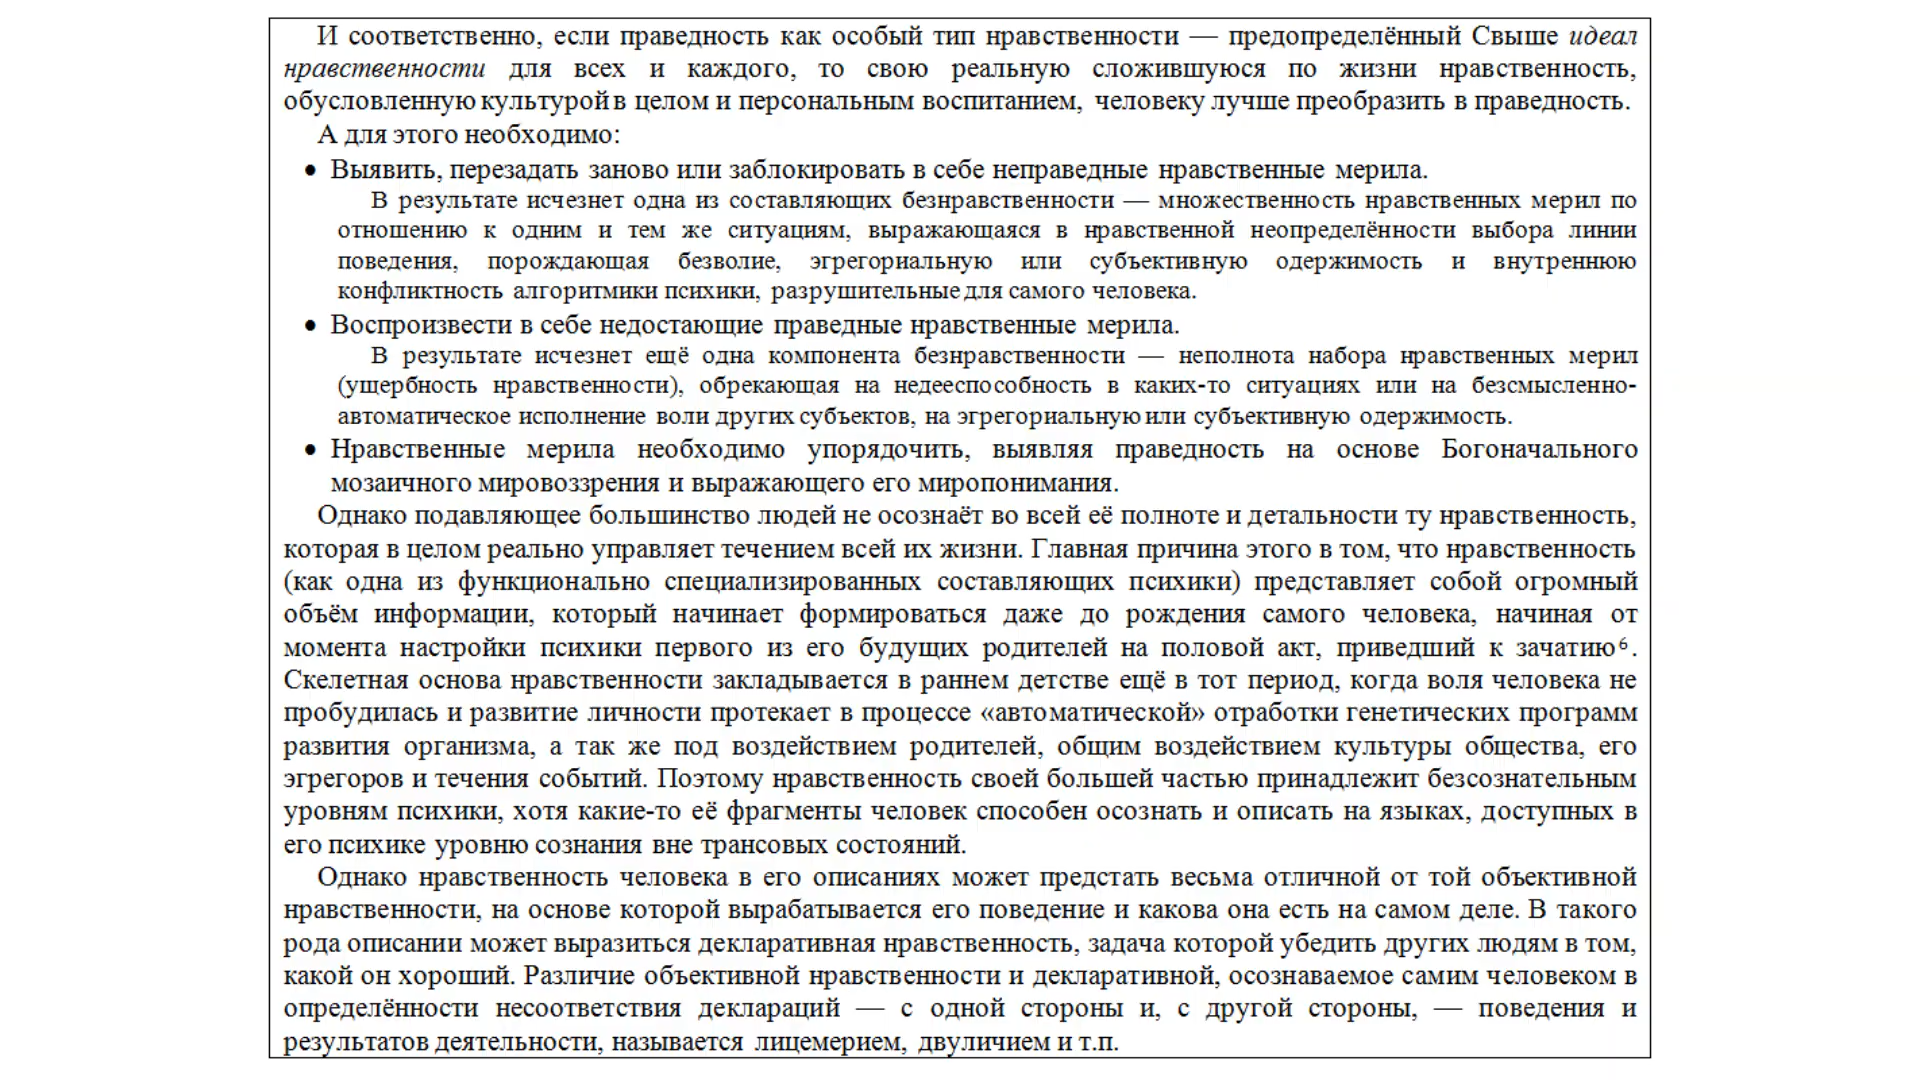 И соответственно, если праведность как особый тип нравственности — предопределённый Свыше идеал
нравственности для всех и каждого, то свою реальную сложившуюся по жизни нравственность,
обусловленную культурой в целом и персональным воспитанием, человеку лучше преобразить в праведность.
А для этого необходимо:
• Выявить, перезадать заново или заблокировать в себе неправедные нравственные мерила.
В результате исчезнет одна из составляющих безнравственности — множественность нравственных мерил по
отношению к одним и тем же ситуациям, выражающаяся в нравственной неопределённости выбора линии
поведения, порождающая безволие, эгрегориальную или субъективную одержимость и внутреннюю
конфликтность алгоритмики психики, разрушительные для самого человека.
• Воспроизвести в себе недостающие праведные нравственные мерила.
В результате исчезнет ещё одна компонента безнравственности — неполнота набора нравственных мерил
(ущербность нравственности), обрекающая на недееспособность в каких-то ситуациях или на безсмысленно-
автоматическое исполнение воли других субъектов, на эгрегориальную или субъективную одержимость.
• Нравственные мерила необходимо упорядочить, выявляя праведность на основе Богоначального
мозаичного мировоззрения и выражающего его миропонимания.
Однако подавляющее большинство людей не осознаёт во всей её полноте и детальности ту нравственность,
которая в целом реально управляет течением всей их жизни. Главная причина этого в том, что нравственность
(как одна из функционально специализированных составляющих психики) представляет собой огромный
объём информации, который начинает формироваться даже до рождения самого человека, начиная от
момента настройки психики первого из его будущих родителей на половой акт, приведший к зачатию⁶.
Скелетная основа нравственности закладывается в раннем детстве ещё в тот период, когда воля человека не
пробудилась и развитие личности протекает в процессе «автоматической» отработки генетических программ
развития организма, а так же под воздействием родителей, общим воздействием культуры общества, его
эгрегоров и течения событий. Поэтому нравственность своей большей частью принадлежит безсознательным
уровням психики, хотя какие-то её фрагменты человек способен осознать и описать на языках, доступных в
его психике уровню сознания вне трансовых состояний.
Однако нравственность человека в его описаниях может предстать весьма отличной от той объективной
нравственности, на основе которой вырабатывается его поведение и какова она есть на самом деле. В такого
рода описании может выразиться декларативная нравственность, задача которой убедить других людям в том,
какой он хороший. Различие объективной нравственности и декларативной, осознаваемое самим человеком в
определённости несоответствия деклараций — с одной стороны и, с другой стороны, — поведения и
результатов деятельности, называется лицемерием, двуличием и т.п.